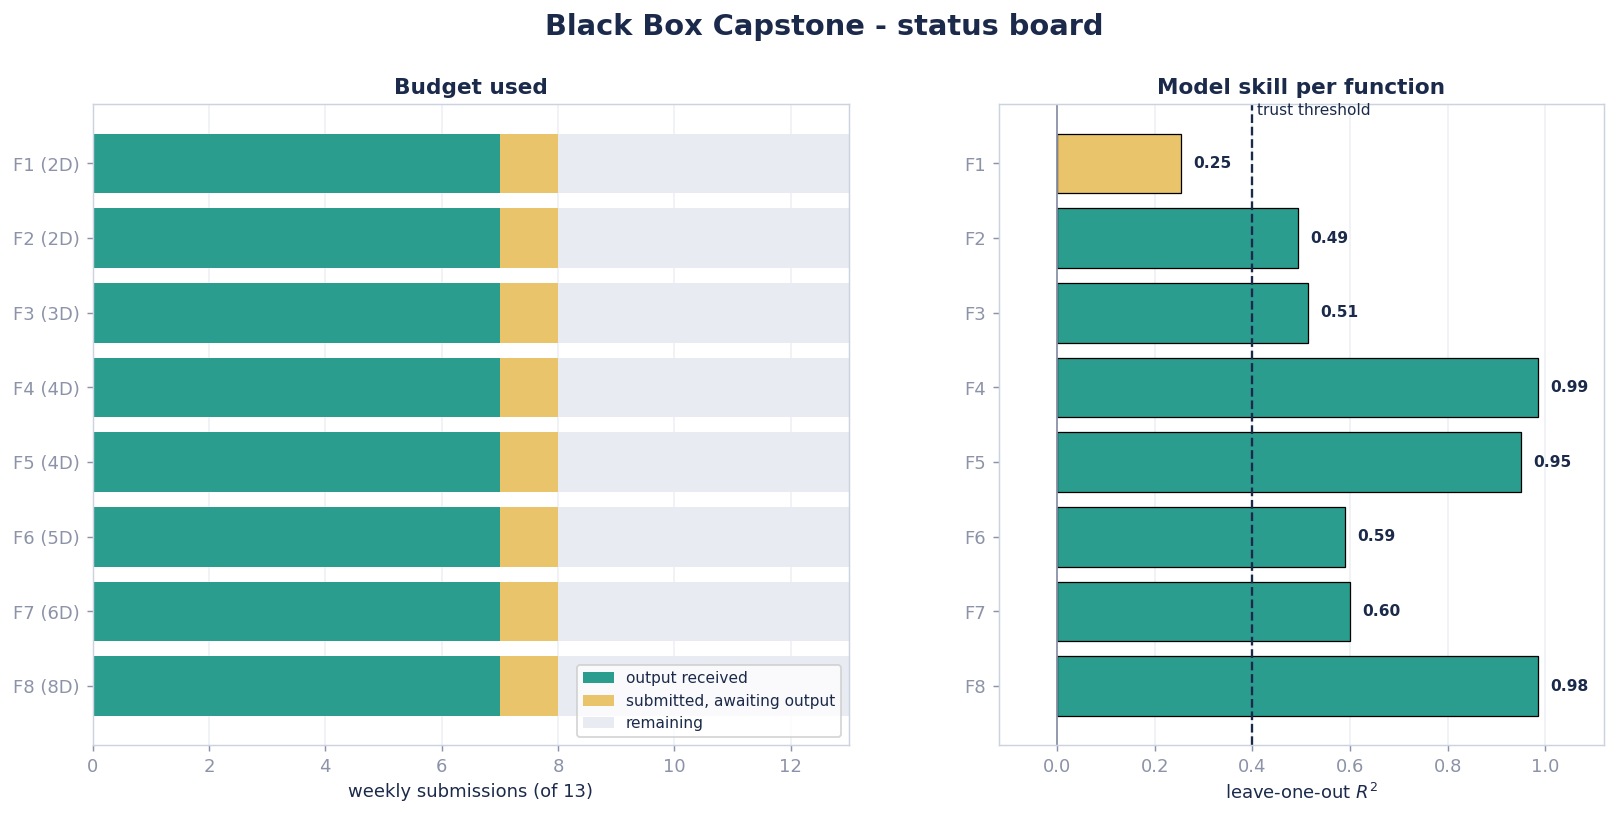 Black Box Capstone - status board
Budget used
F1 (2D)
F2 (2D)
F3 (3D)
F4 (4D)
F5 (4D)
F6 (5D)
F7 (6D)
F8 (8D)
output received
submitted, awaiting output
remaining
0 2 4 6 8 10 12
weekly submissions (of 13)
Model skill per function
trust threshold
F1 0.25
F2 0.49
F3 0.51
F4 0.99
F5 0.95
F6 0.59
F7 0.60
F8 0.98
0.0 0.2 0.4 0.6 0.8 1.0
leave-one-out R²